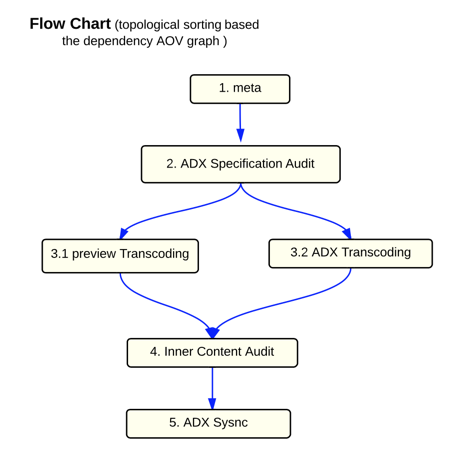 Flow Chart (topological sorting based
the dependency AOV graph )
1. meta
2. ADX Specification Audit
3.1 preview Transcoding
3.2 ADX Transcoding
4. Inner Content Audit
5. ADX Sysnc